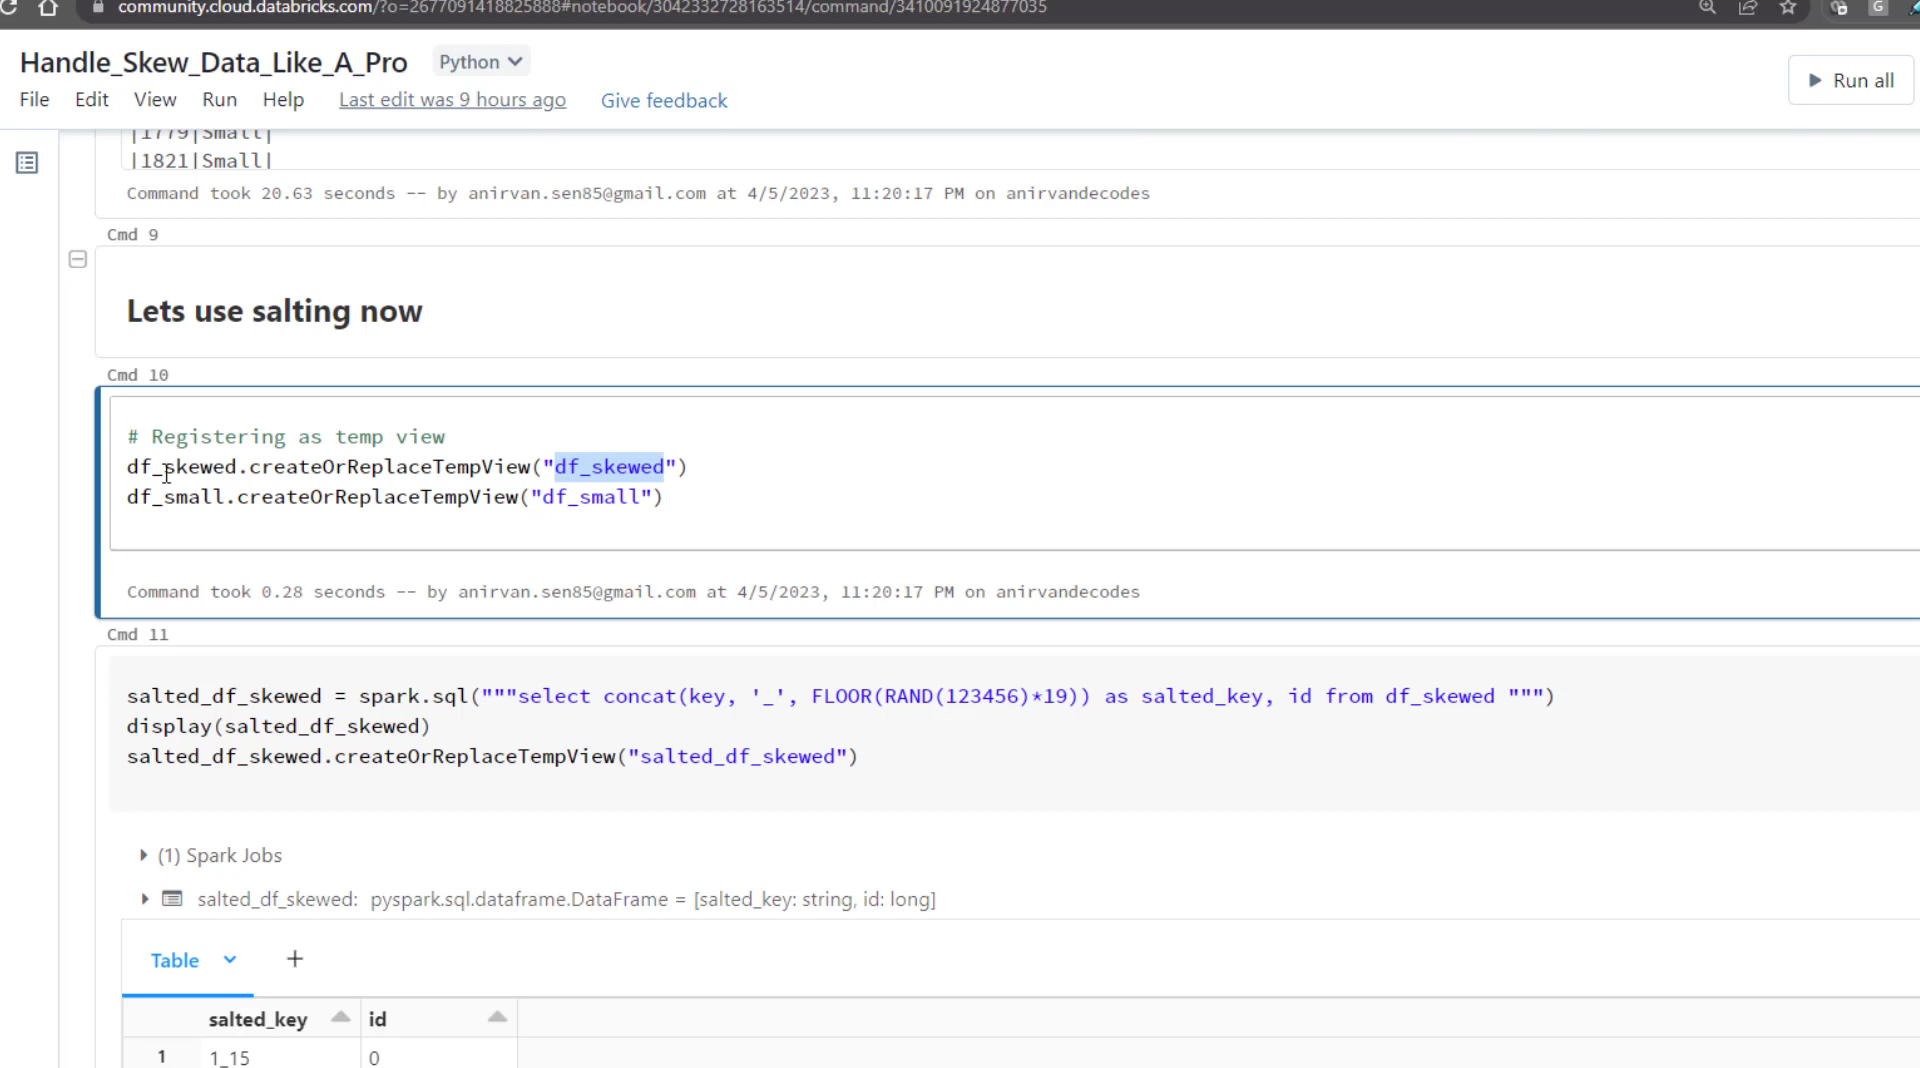 community.cloud.databricks.com/?o=2677091418825888#notebook/3042332728163514/command/3410091924877035
G
Handle_Skew_Data_Like_A_Pro Python
Run all
File Edit View Run Help Last edit was 9 hours ago Give feedback
|1779|Small|
|1821|Small|
Command took 20.63 seconds -- by anirvan.sen85@gmail.com at 4/5/2023, 11:20:17 PM on anirvandecodes
Cmd 9
Lets use salting now
Cmd 10
# Registering as temp view
df_skewed.createOrReplaceTempView("df_skewed")
df_small.createOrReplaceTempView("df_small")
Command took 0.28 seconds -- by anirvan.sen85@gmail.com at 4/5/2023, 11:20:17 PM on anirvandecodes
Cmd 11
salted_df_skewed = spark.sql("""select concat(key, '_', FLOOR(RAND(123456)*19)) as salted_key, id from df_skewed """)
display(salted_df_skewed)
salted_df_skewed.createOrReplaceTempView("salted_df_skewed")
(1) Spark Jobs
salted_df_skewed: pyspark.sql.dataframe.DataFrame = [salted_key: string, id: long]
Table +
salted_key id
1 1_15 0